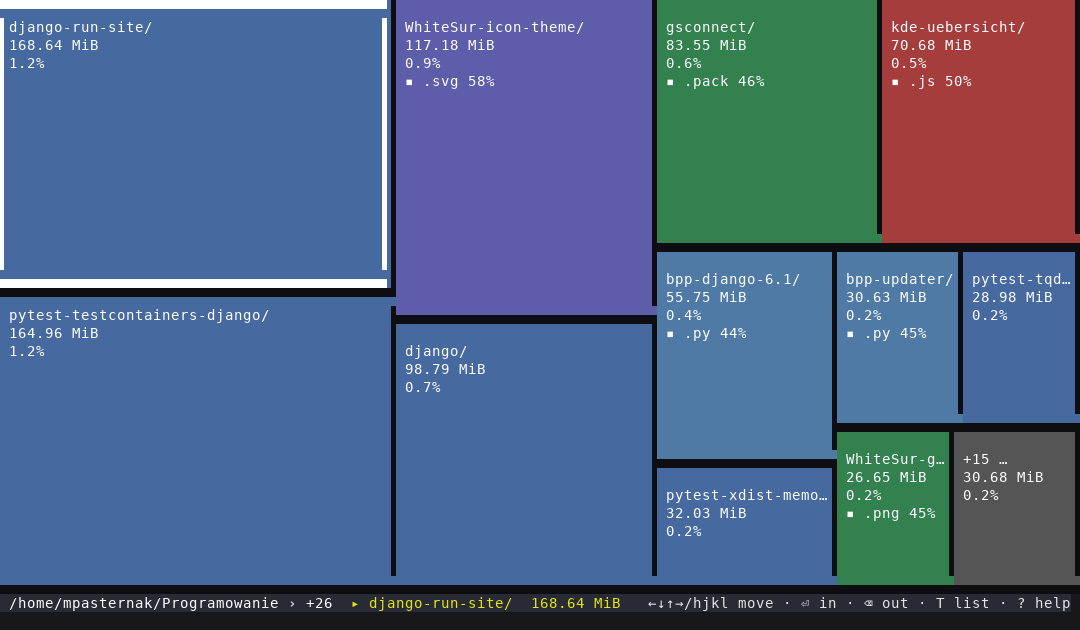 django-run-site/
168.64 MiB
1.2%
WhiteSur-icon-theme/
117.18 MiB
0.9%
▪ .svg 58%
gsconnect/
83.55 MiB
0.6%
▪ .pack 46%
kde-uebersicht/
70.68 MiB
0.5%
▪ .js 50%
bpp-django-6.1/
55.75 MiB
0.4%
▪ .py 44%
bpp-updater/
30.63 MiB
0.2%
▪ .py 45%
pytest-tqd…
28.98 MiB
0.2%
pytest-testcontainers-django/
164.96 MiB
1.2%
django/
98.79 MiB
0.7%
pytest-xdist-memo…
32.03 MiB
0.2%
WhiteSur-g…
26.65 MiB
0.2%
▪ .png 45%
+15 …
30.68 MiB
0.2%
/home/mpasternak/Programowanie › +26 ▸ django-run-site/ 168.64 MiB ←↓↑→/hjkl move · ⏎ in · ⌫ out · T list · ? help